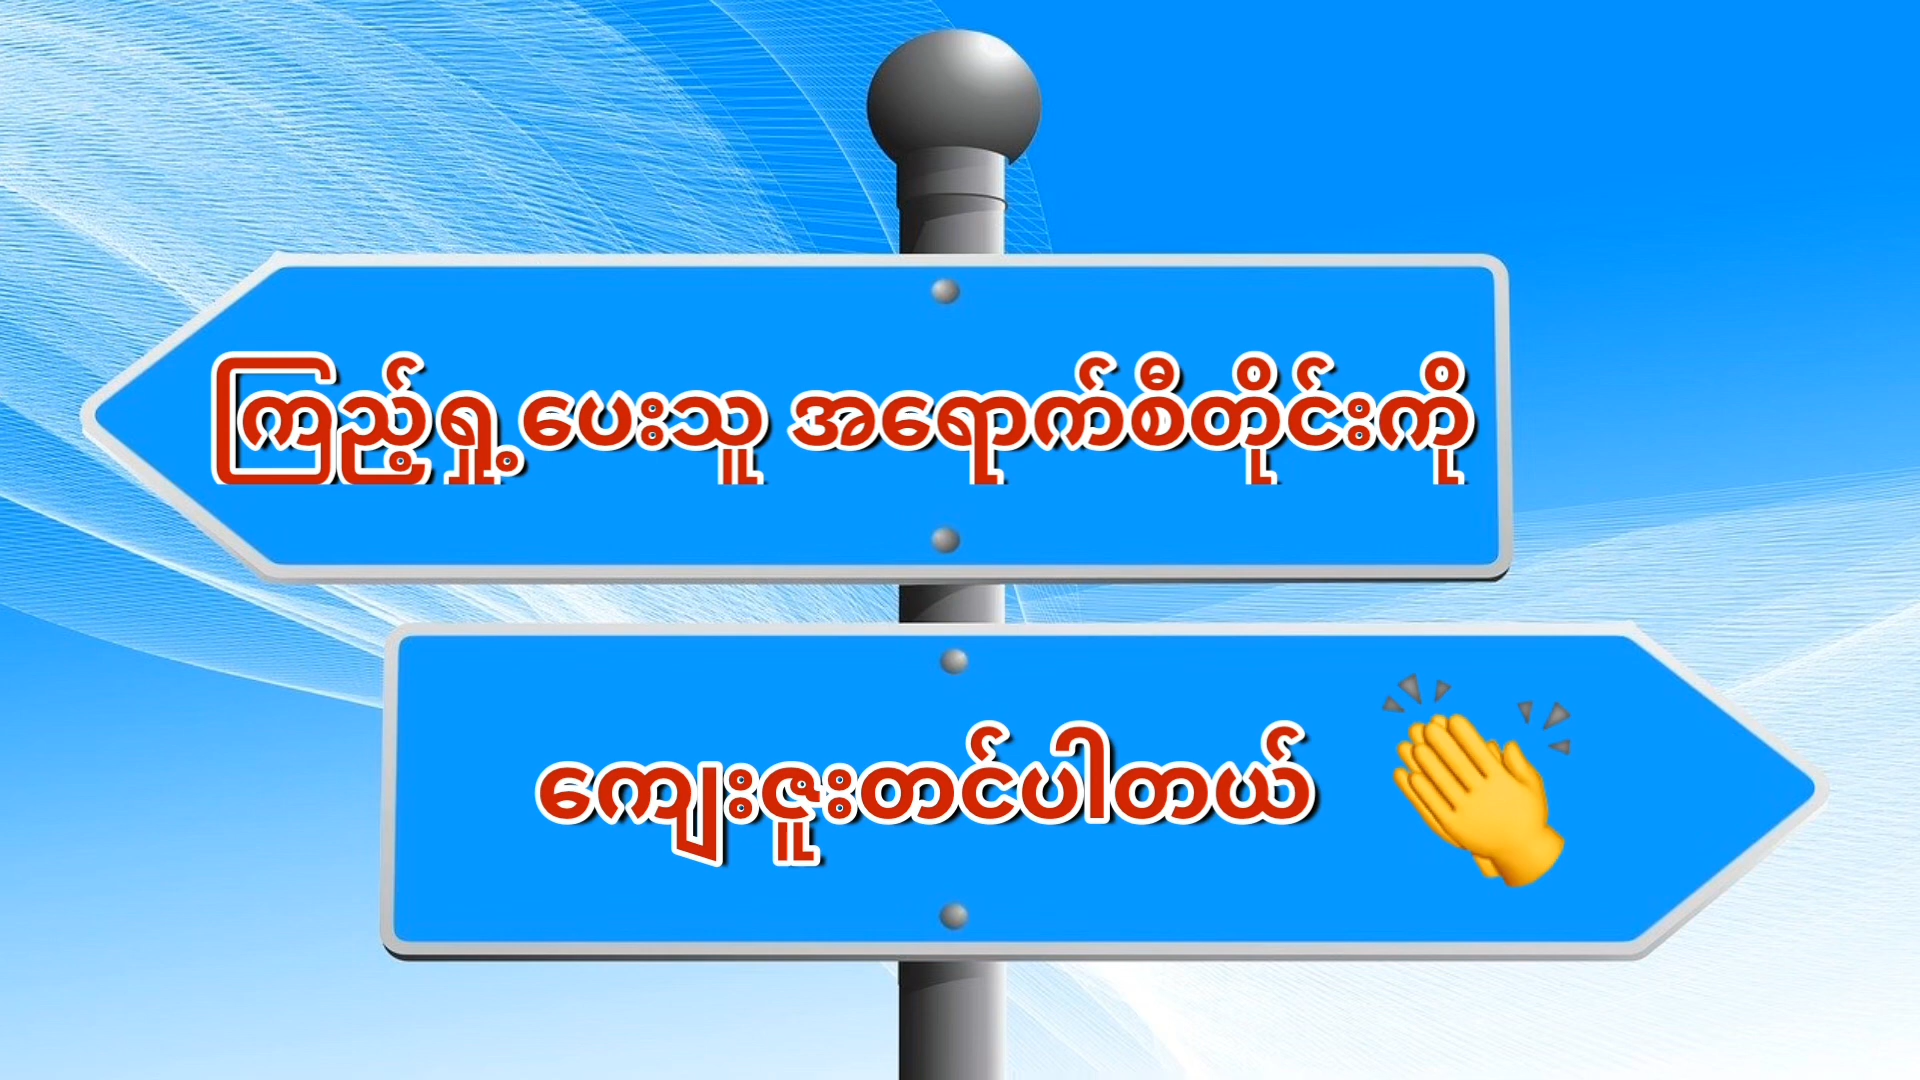 ကြည့်ရှု့ပေးသူ အရောက်စီတိုင်းကို
ကျေးဇူးတင်ပါတယ်